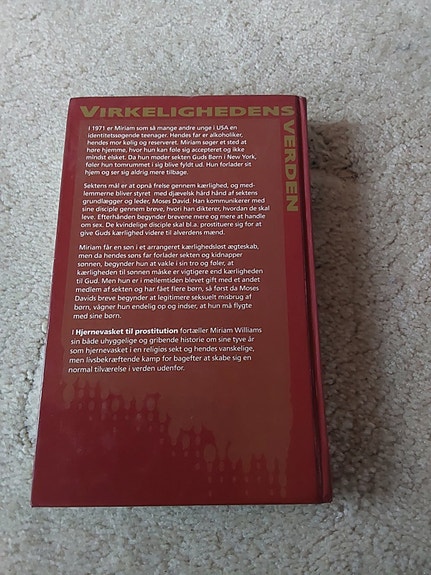 VIRKELIGHEDENS
VERDEN
I 1971 er Miriam som så mange andre unge i USA en
identitetssøgende teenager. Hendes far er alkoholiker,
hendes mor kølig og reserveret. Miriam søger et sted at
høre hjemme, hvor hun kan føle sig accepteret og ikke
mindst elsket. Da hun møder sekten Guds Børn i New York,
føler hun tomrummet i sig blive fyldt ud. Hun forlader sit
hjem og ser sig aldrig mere tilbage.
Sektens mål er at opnå frelse gennem kærlighed, og med-
lemmerne bliver styret med djævelsk hård hånd af sektens
grundlægger og leder, Moses David. Han kommunikerer med
sine disciple gennem breve, hvori han dikterer, hvordan de skal
leve. Efterhånden begynder brevene mere og mere at handle
om sex. De kvindelige disciple skal bl.a. prostituere sig for at
give Guds kærlighed videre til alverdens mænd.
Miriam får en søn i et arrangeret kærlighedsløst ægteskab,
men da hendes søns far forlader sekten og kidnapper
sønnen, begynder hun at vakle i sin tro og føler, at
kærligheden til sønnen måske er vigtigere end kærligheden
til Gud. Men hun er i mellemtiden blevet gift med et andet
medlem af sekten og har fået flere børn, så først da Moses
Davids breve begynder at legitimere seksuelt misbrug af
børn, vågner hun endelig op og indser, at hun må flygte
med sine børn.
I Hjernevasket til prostitution fortæller Miriam Williams
sin både uhyggelige og gribende historie om sine tyve år
som hjernevasket i en religiøs sekt og hendes vanskelige,
men livsbekræftende kamp for bagefter at skabe sig en
normal tilværelse i verden udenfor.